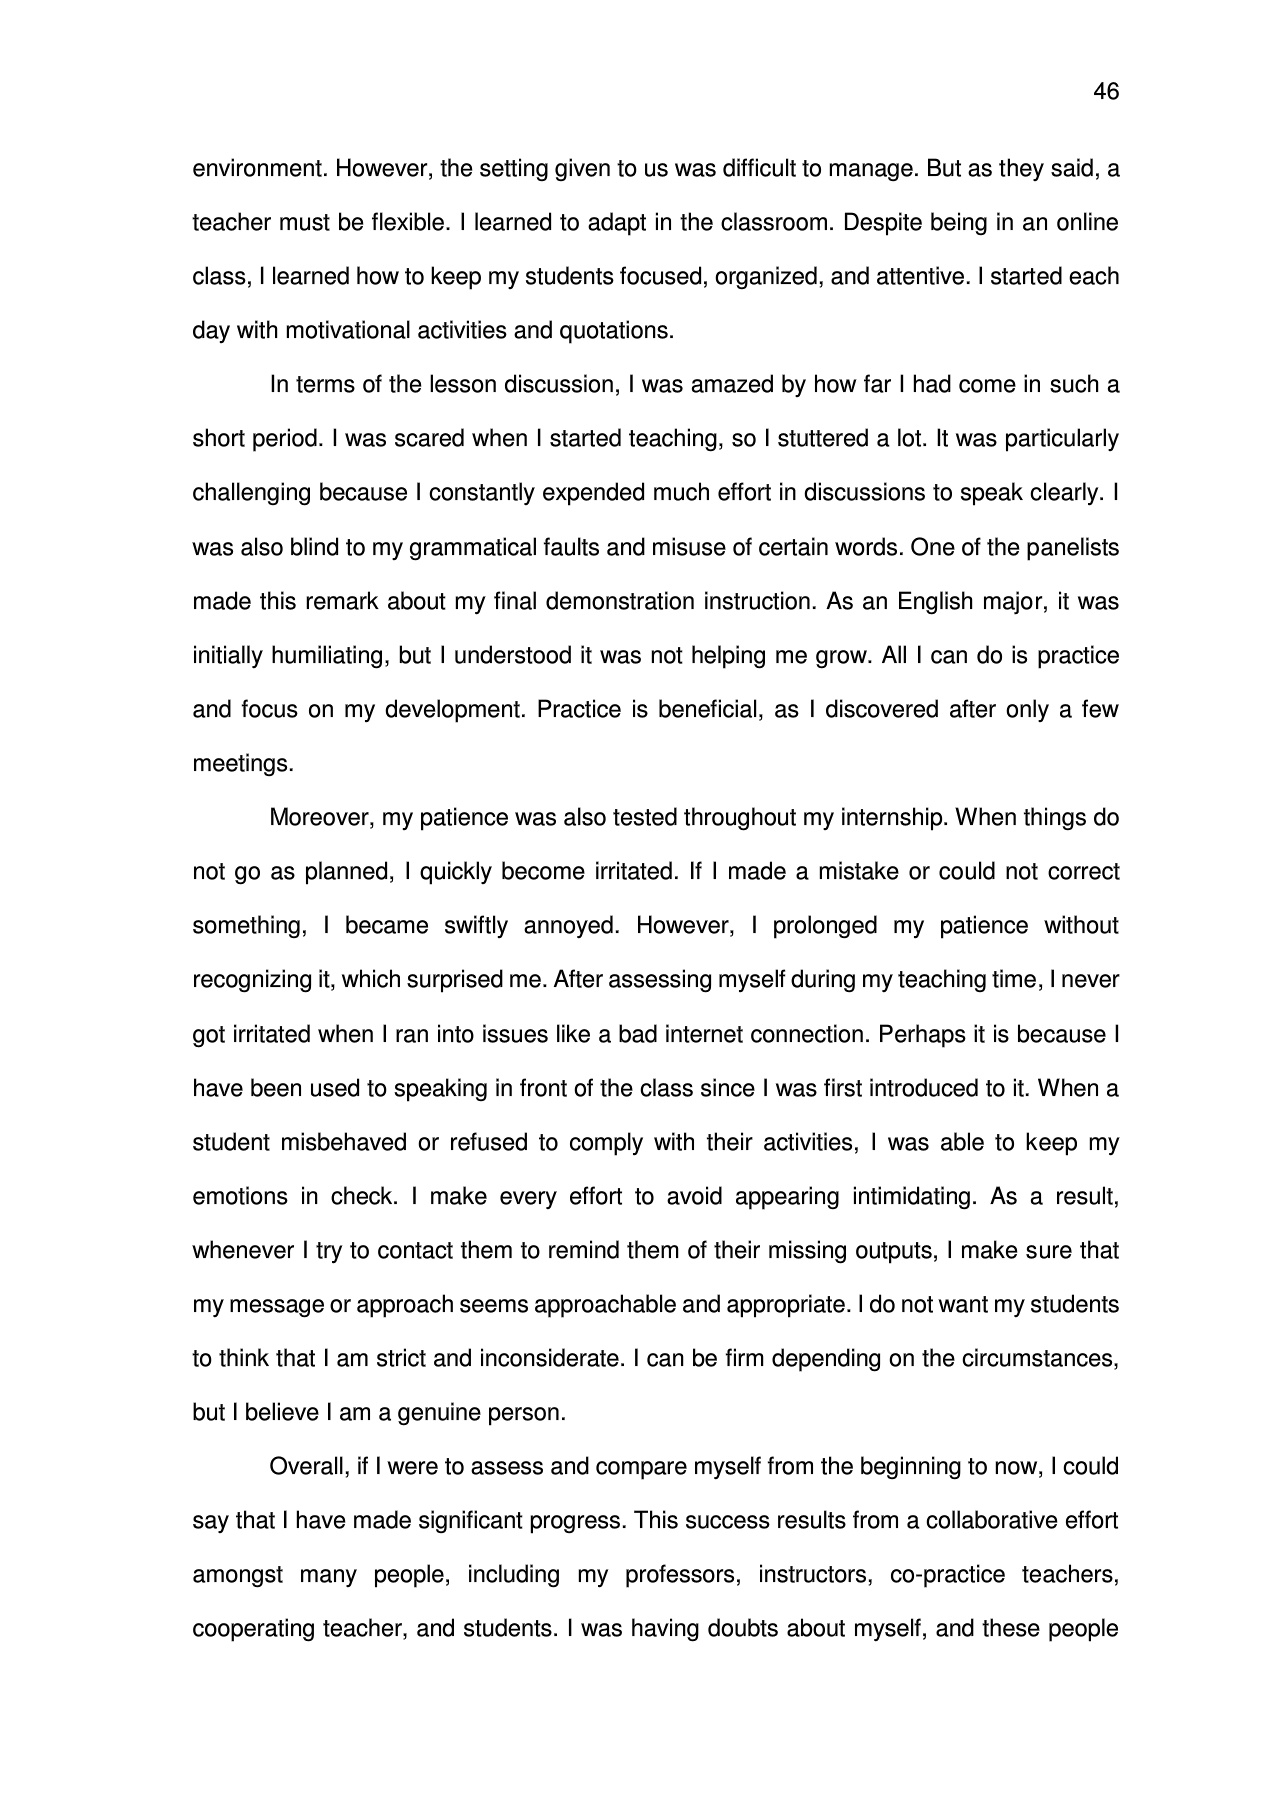 46
environment. However, the setting given to us was difficult to manage. But as they said, a
teacher must be flexible. I learned to adapt in the classroom. Despite being in an online
class, I learned how to keep my students focused, organized, and attentive. I started each
day with motivational activities and quotations.
In terms of the lesson discussion, I was amazed by how far I had come in such a
short period. I was scared when I started teaching, so I stuttered a lot. It was particularly
challenging because I constantly expended much effort in discussions to speak clearly. I
was also blind to my grammatical faults and misuse of certain words. One of the panelists
made this remark about my final demonstration instruction. As an English major, it was
initially humiliating, but I understood it was not helping me grow. All I can do is practice
and focus on my development. Practice is beneficial, as I discovered after only a few
meetings.
Moreover, my patience was also tested throughout my internship. When things do
not go as planned, I quickly become irritated. If I made a mistake or could not correct
something, I became swiftly annoyed. However, I prolonged my patience without
recognizing it, which surprised me. After assessing myself during my teaching time, I never
got irritated when I ran into issues like a bad internet connection. Perhaps it is because I
have been used to speaking in front of the class since I was first introduced to it. When a
student misbehaved or refused to comply with their activities, I was able to keep my
emotions in check. I make every effort to avoid appearing intimidating. As a result,
whenever I try to contact them to remind them of their missing outputs, I make sure that
my message or approach seems approachable and appropriate. I do not want my students
to think that I am strict and inconsiderate. I can be firm depending on the circumstances,
but I believe I am a genuine person.
Overall, if I were to assess and compare myself from the beginning to now, I could
say that I have made significant progress. This success results from a collaborative effort
amongst many people, including my professors, instructors, co-practice teachers,
cooperating teacher, and students. I was having doubts about myself, and these people